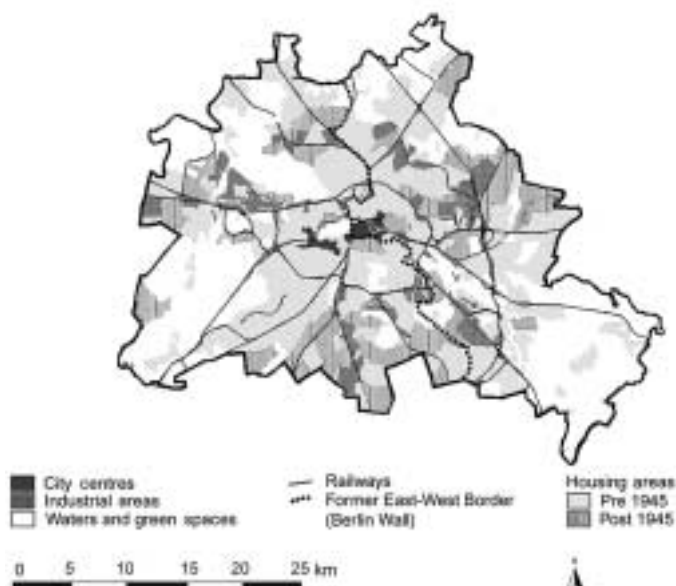 City centres
Industrial areas
Waters and green spaces
Railways
Former East-West Border
(Berlin Wall)
Housing areas
Pre 1945
Post 1945
0 5 10 15 20 25 km